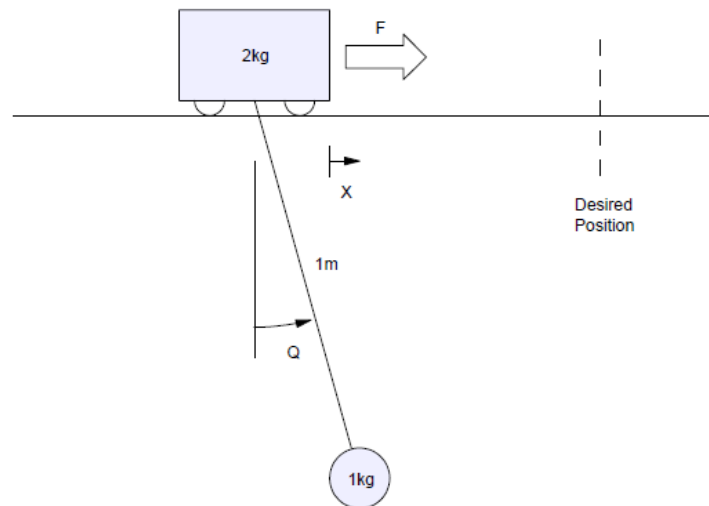 F
2kg
X
Desired
Position
1m
Q
1kg